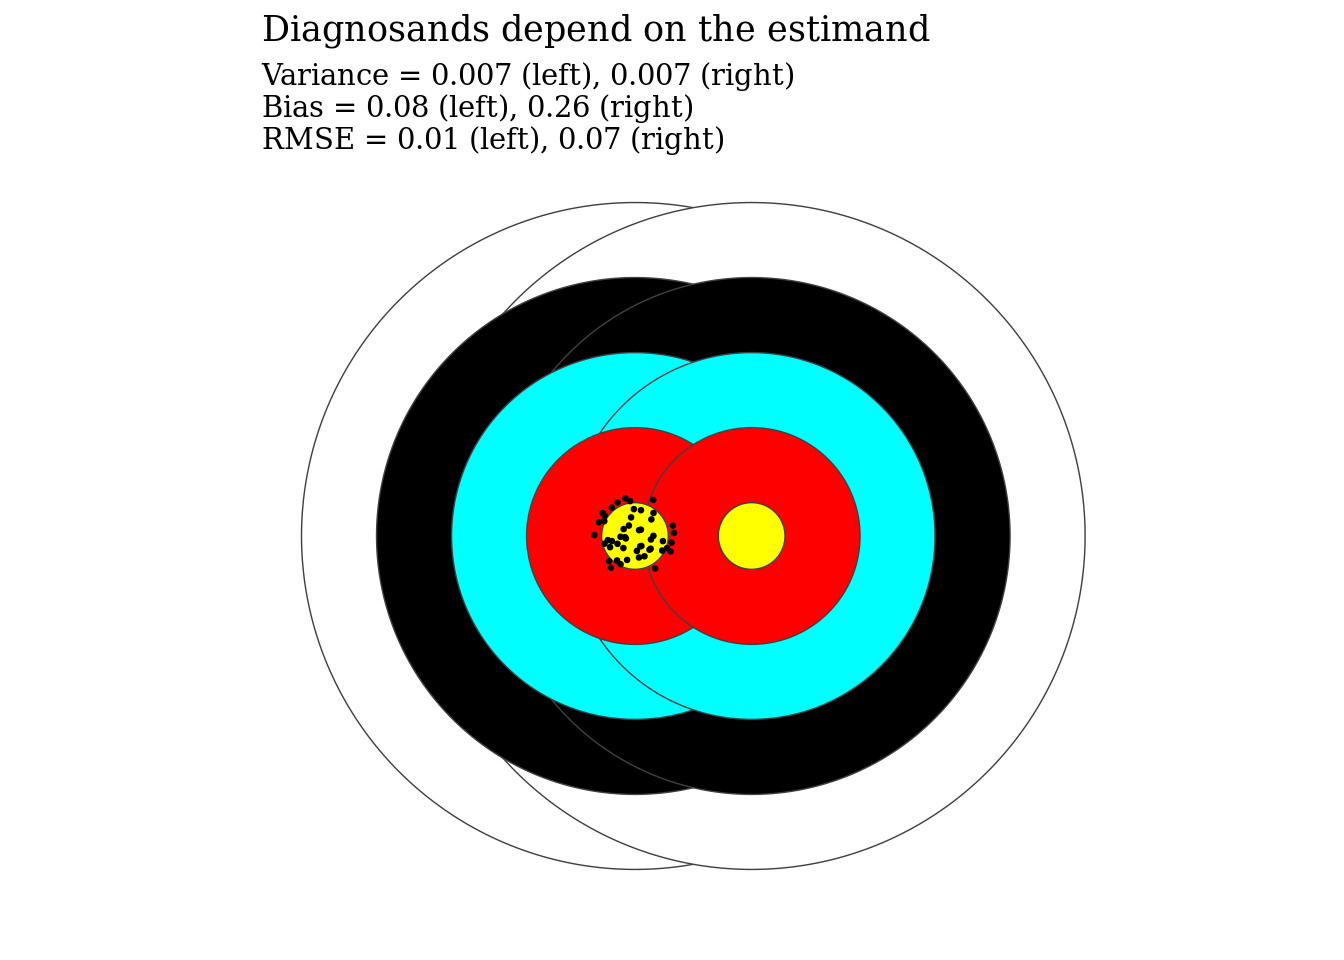 Diagnosands depend on the estimand
Variance = 0.007 (left), 0.007 (right)
Bias = 0.08 (left), 0.26 (right)
RMSE = 0.01 (left), 0.07 (right)